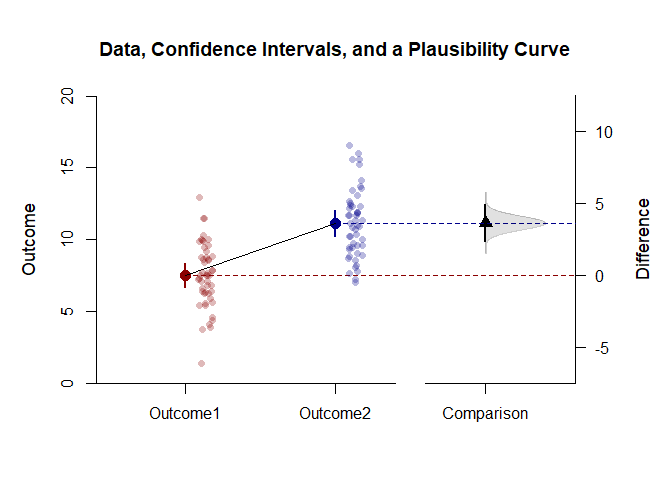 Data, Confidence Intervals, and a Plausibility Curve
20
15
10
5
0
Outcome
10
5
0
-5
Difference
Outcome1
Outcome2
Comparison